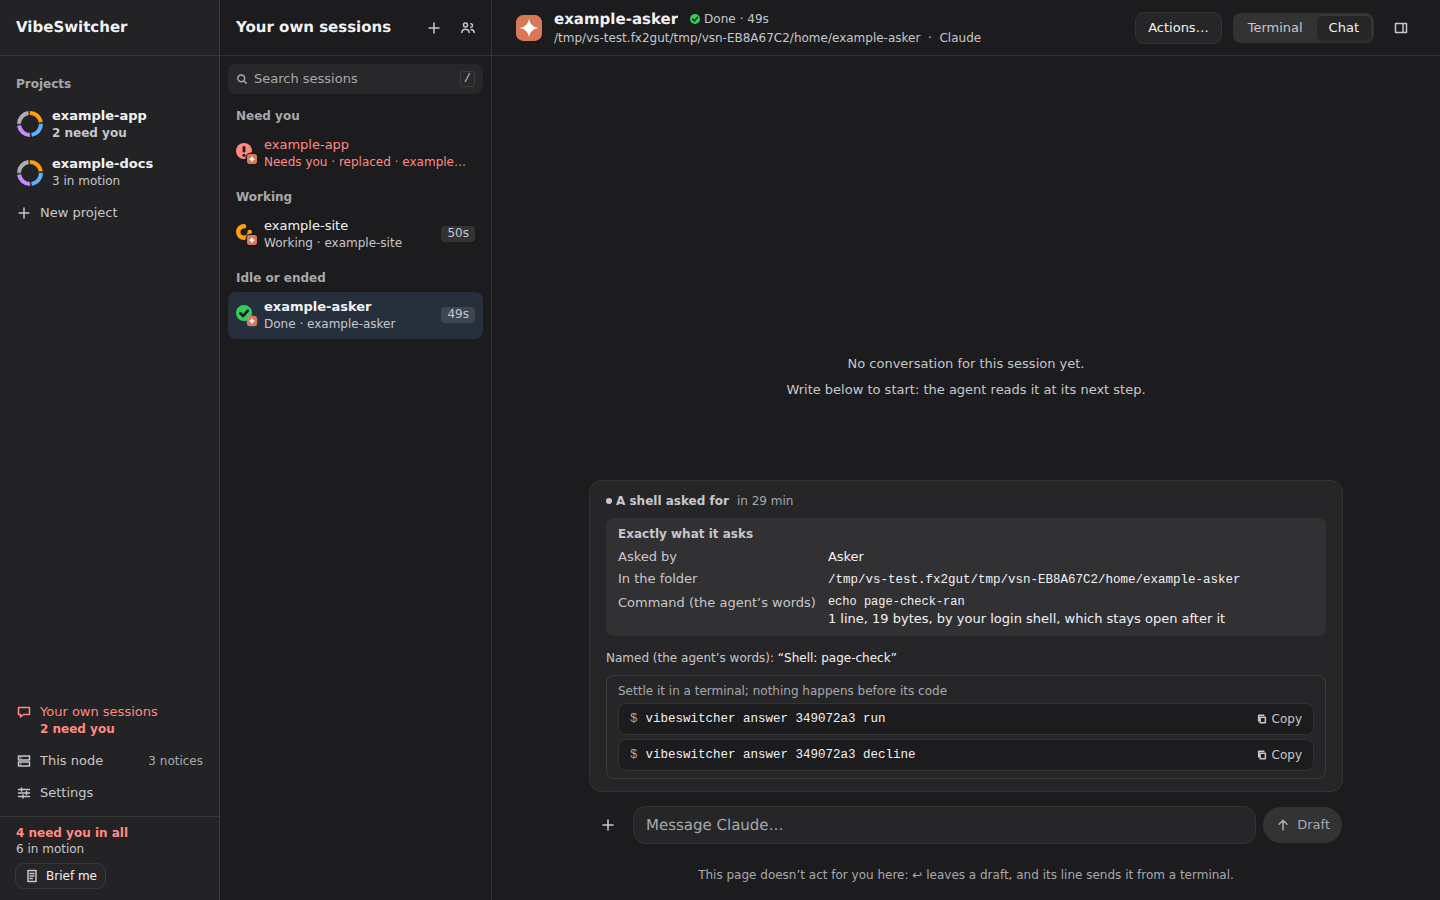 VibeSwitcher
Projects
example-app
2 need you
example-docs
3 in motion
New project
Your own sessions
2 need you
This node
3 notices
Settings
4 need you in all
6 in motion
Brief me
Your own sessions
Search sessions
/
Need you
example-app
Needs you · replaced · example…
Working
example-site
Working · example-site
50s
Idle or ended
example-asker
Done · example-asker
49s
example-asker
Done · 49s
/tmp/vs-test.fx2gut/tmp/vsn-EB8A67C2/home/example-asker · Claude
Actions…
Terminal
Chat
No conversation for this session yet.
Write below to start: the agent reads it at its next step.
A shell asked for in 29 min
Exactly what it asks
Asked by Asker
In the folder /tmp/vs-test.fx2gut/tmp/vsn-EB8A67C2/home/example-asker
Command (the agent’s words) echo page-check-ran
1 line, 19 bytes, by your login shell, which stays open after it
Named (the agent’s words): “Shell: page-check”
Settle it in a terminal; nothing happens before its code
$ vibeswitcher answer 349072a3 run
Copy
$ vibeswitcher answer 349072a3 decline
Copy
Message Claude…
Draft
This page doesn’t act for you here: ↩ leaves a draft, and its line sends it from a terminal.